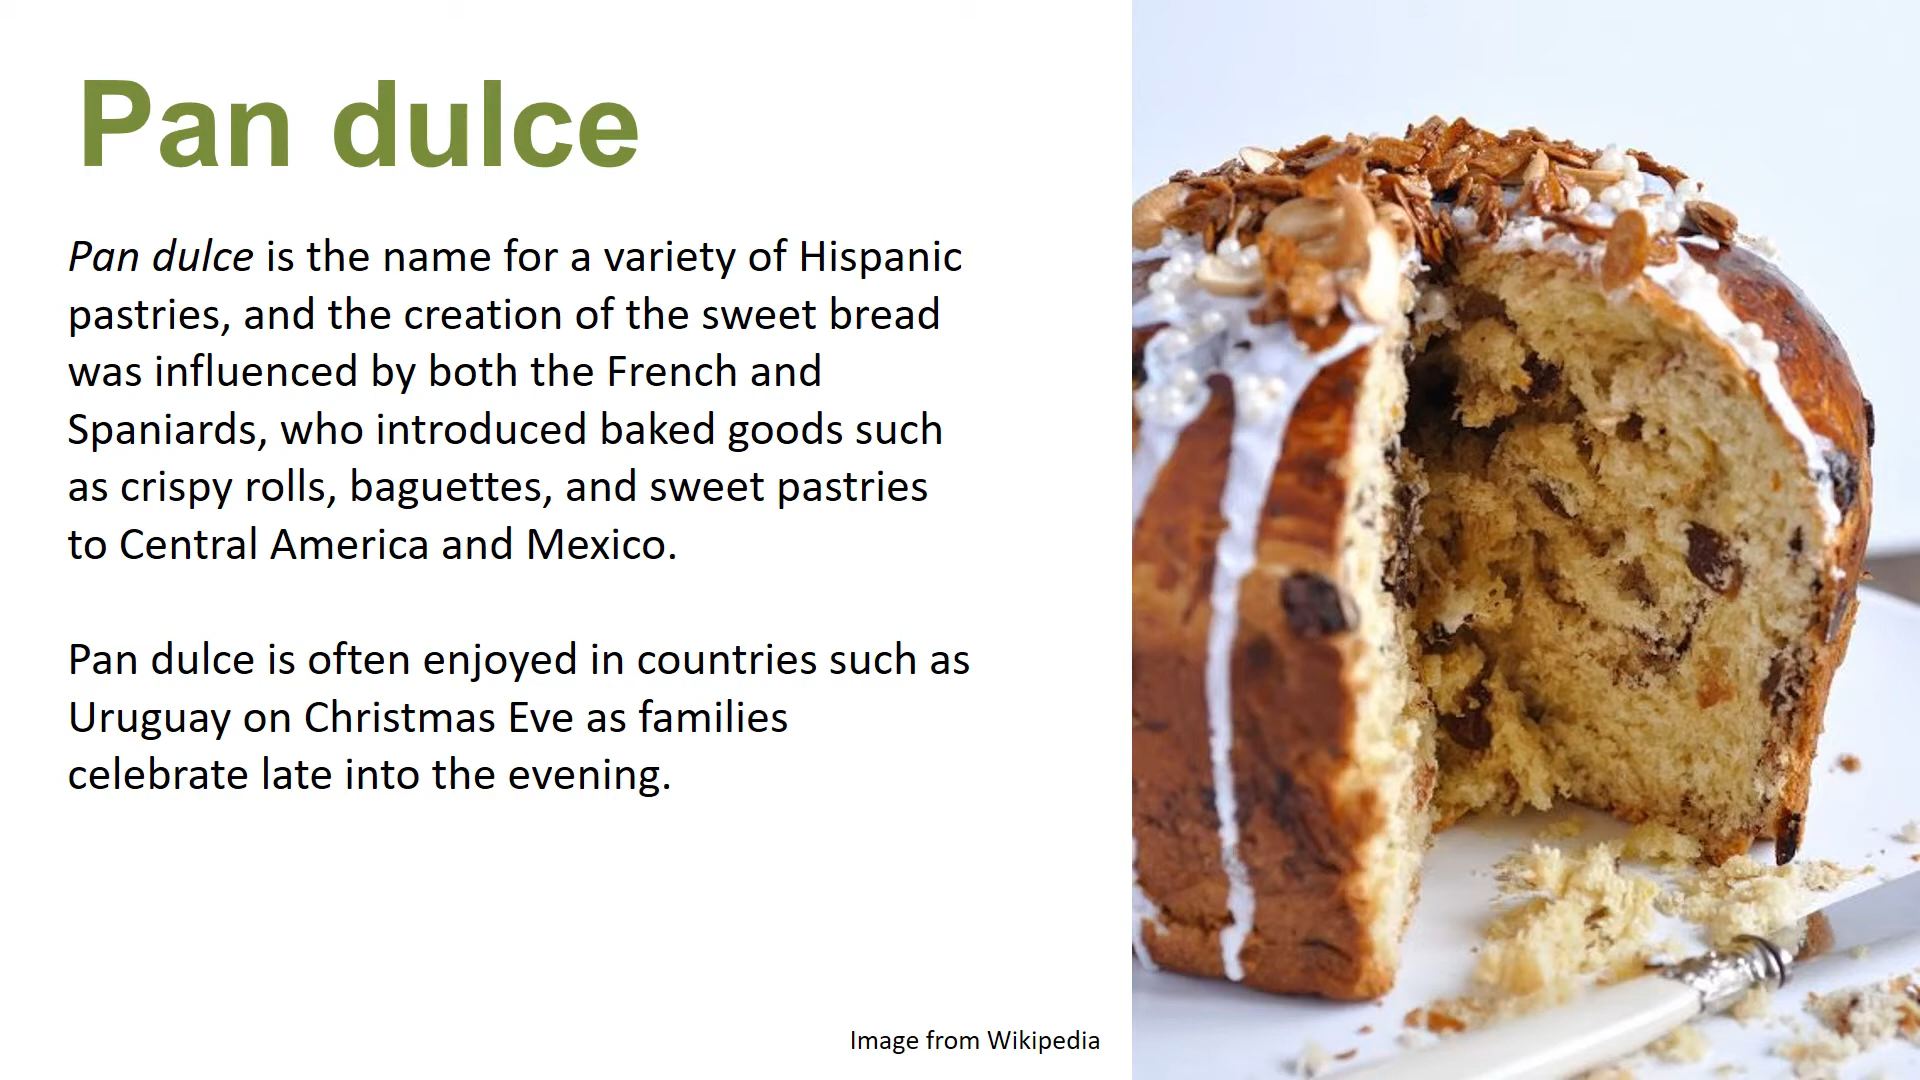 Pan dulce
Pan dulce is the name for a variety of Hispanic
pastries, and the creation of the sweet bread
was influenced by both the French and
Spaniards, who introduced baked goods such
as crispy rolls, baguettes, and sweet pastries
to Central America and Mexico.
Pan dulce is often enjoyed in countries such as
Uruguay on Christmas Eve as families
celebrate late into the evening.
Image from Wikipedia